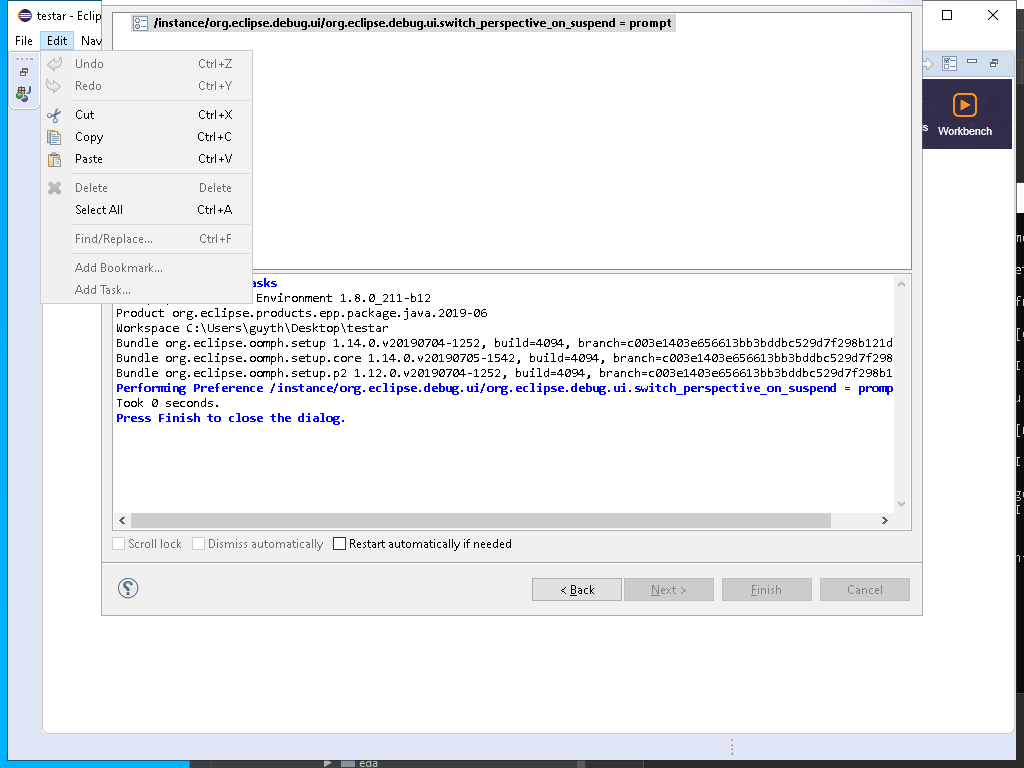 testar - Eclip
/instance/org.eclipse.debug.ui/org.eclipse.debug.ui.switch_perspective_on_suspend = prompt
File Edit Nav
Undo Ctrl+Z
Redo Ctrl+Y
Cut Ctrl+X
Copy Ctrl+C
Paste Ctrl+V
Delete Delete
Select All Ctrl+A
Find/Replace... Ctrl+F
Add Bookmark...
Add Task...
s Workbench
asks
Environment 1.8.0_211-b12
Product org.eclipse.products.epp.package.java.2019-06
Workspace C:\Users\guyth\Desktop\testar
Bundle org.eclipse.oomph.setup 1.14.0.v20190704-1252, build=4094, branch=c003e1403e656613bb3bddbc529d7f298b121d
Bundle org.eclipse.oomph.setup.core 1.14.0.v20190705-1542, build=4094, branch=c003e1403e656613bb3bddbc529d7f298
Bundle org.eclipse.oomph.setup.p2 1.12.0.v20190704-1252, build=4094, branch=c003e1403e656613bb3bddbc529d7f298b1
Performing Preference /instance/org.eclipse.debug.ui/org.eclipse.debug.ui.switch_perspective_on_suspend = promp
Took 0 seconds.
Press Finish to close the dialog.
Scroll lock Dismiss automatically Restart automatically if needed
< Back Next > Finish Cancel
eda